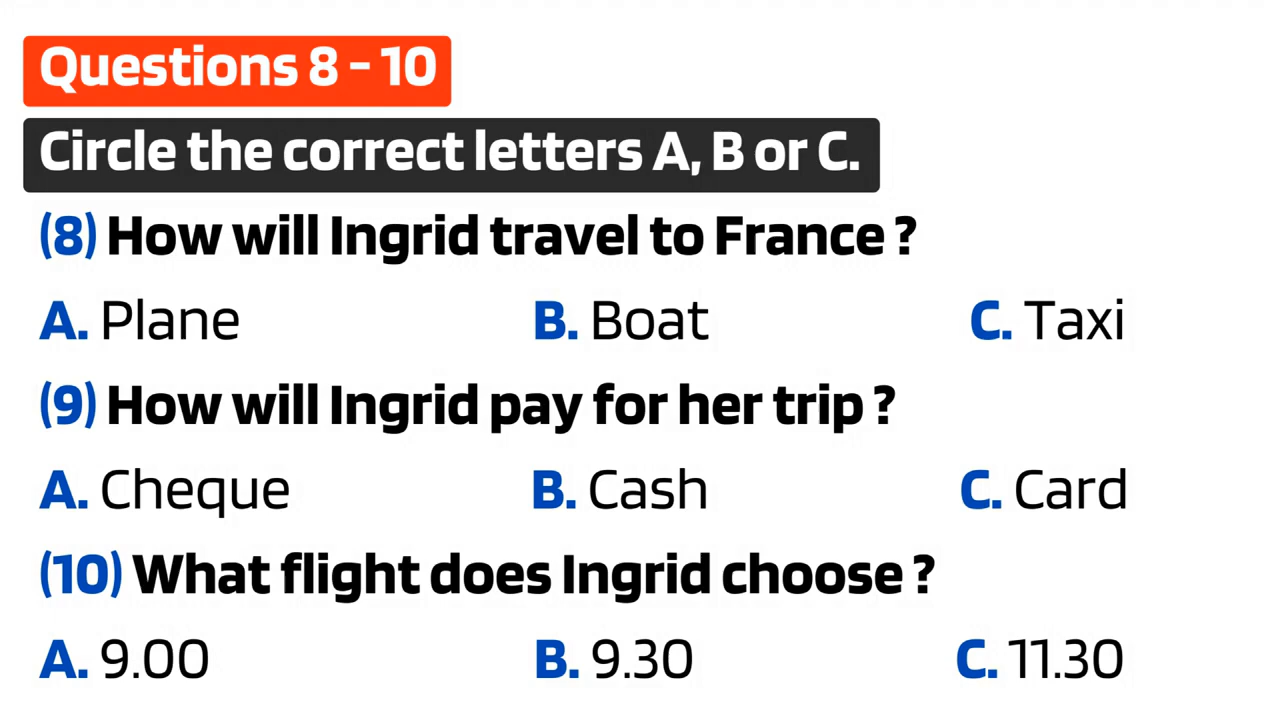 Questions 8 - 10
Circle the correct letters A, B or C.
(8) How will Ingrid travel to France ?
A. Plane B. Boat C. Taxi
(9) How will Ingrid pay for her trip ?
A. Cheque B. Cash C. Card
(10) What flight does Ingrid choose ?
A. 9.00 B. 9.30 C. 11.30